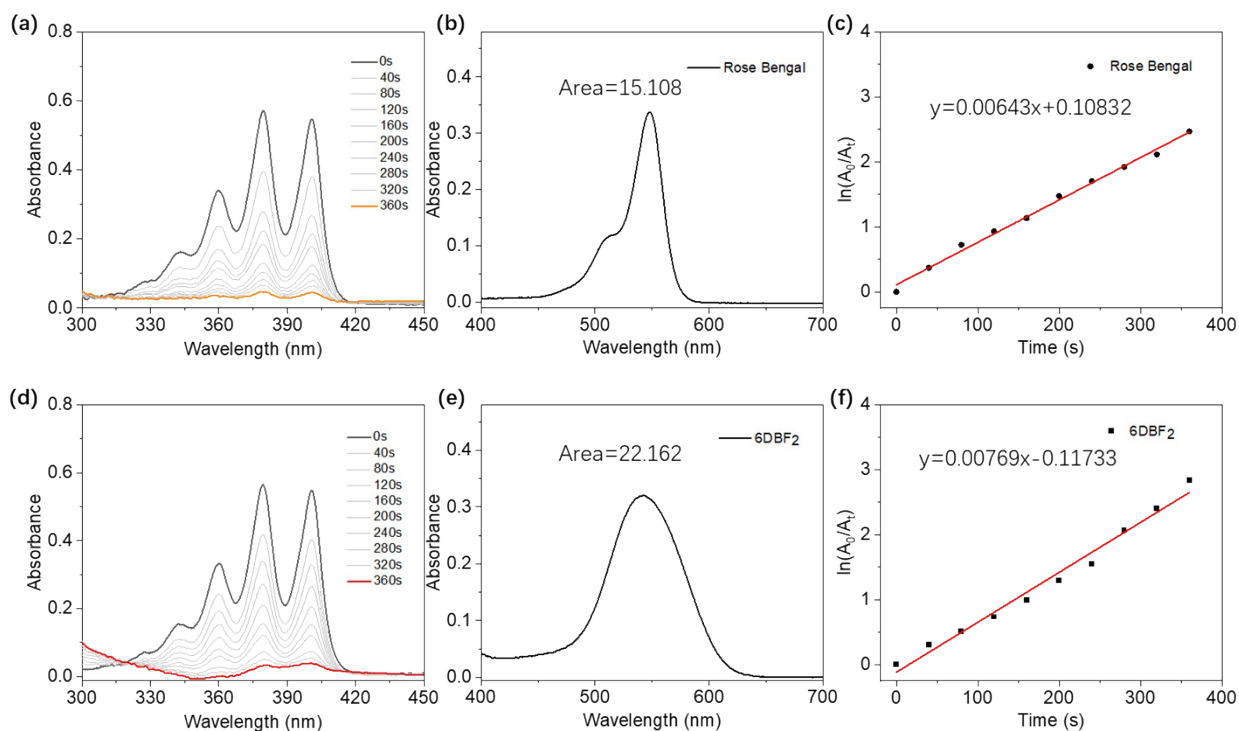 (a)
0.8
0.6
0.4
0.2
0.0
Absorbance
0s
40s
80s
120s
160s
200s
240s
280s
320s
360s
300 330 360 390 420 450
Wavelength (nm)
(b)
0.4
0.3
0.2
0.1
0.0
Absorbance
Rose Bengal
Area=15.108
400 500 600 700
Wavelength (nm)
(c)
4
3
2
1
0
ln(A₀/Aₜ)
Rose Bengal
y=0.00643x+0.10832
0 100 200 300 400
Time (s)
(d)
0.8
0.6
0.4
0.2
0.0
Absorbance
0s
40s
80s
120s
160s
200s
240s
280s
320s
360s
300 330 360 390 420 450
Wavelength (nm)
(e)
0.4
0.3
0.2
0.1
0.0
Absorbance
6DBF₂
Area=22.162
400 500 600 700
Wavelength (nm)
(f)
4
3
2
1
0
ln(A₀/Aₜ)
6DBF₂
y=0.00769x-0.11733
0 100 200 300 400
Time (s)